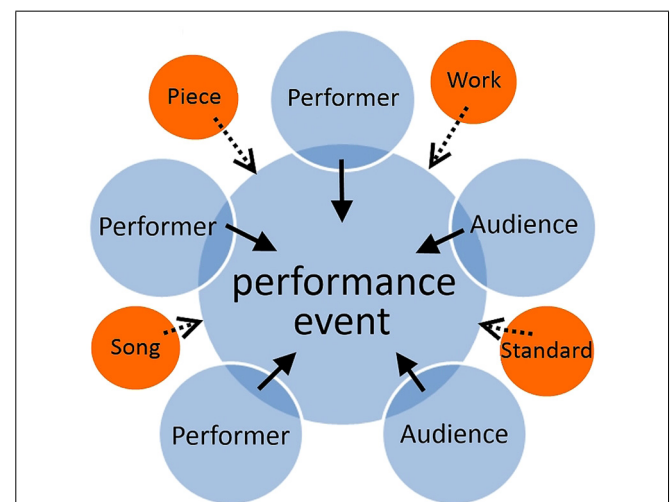 Piece
Performer
Work
Performer
Audience
performance
event
Song
Standard
Performer
Audience